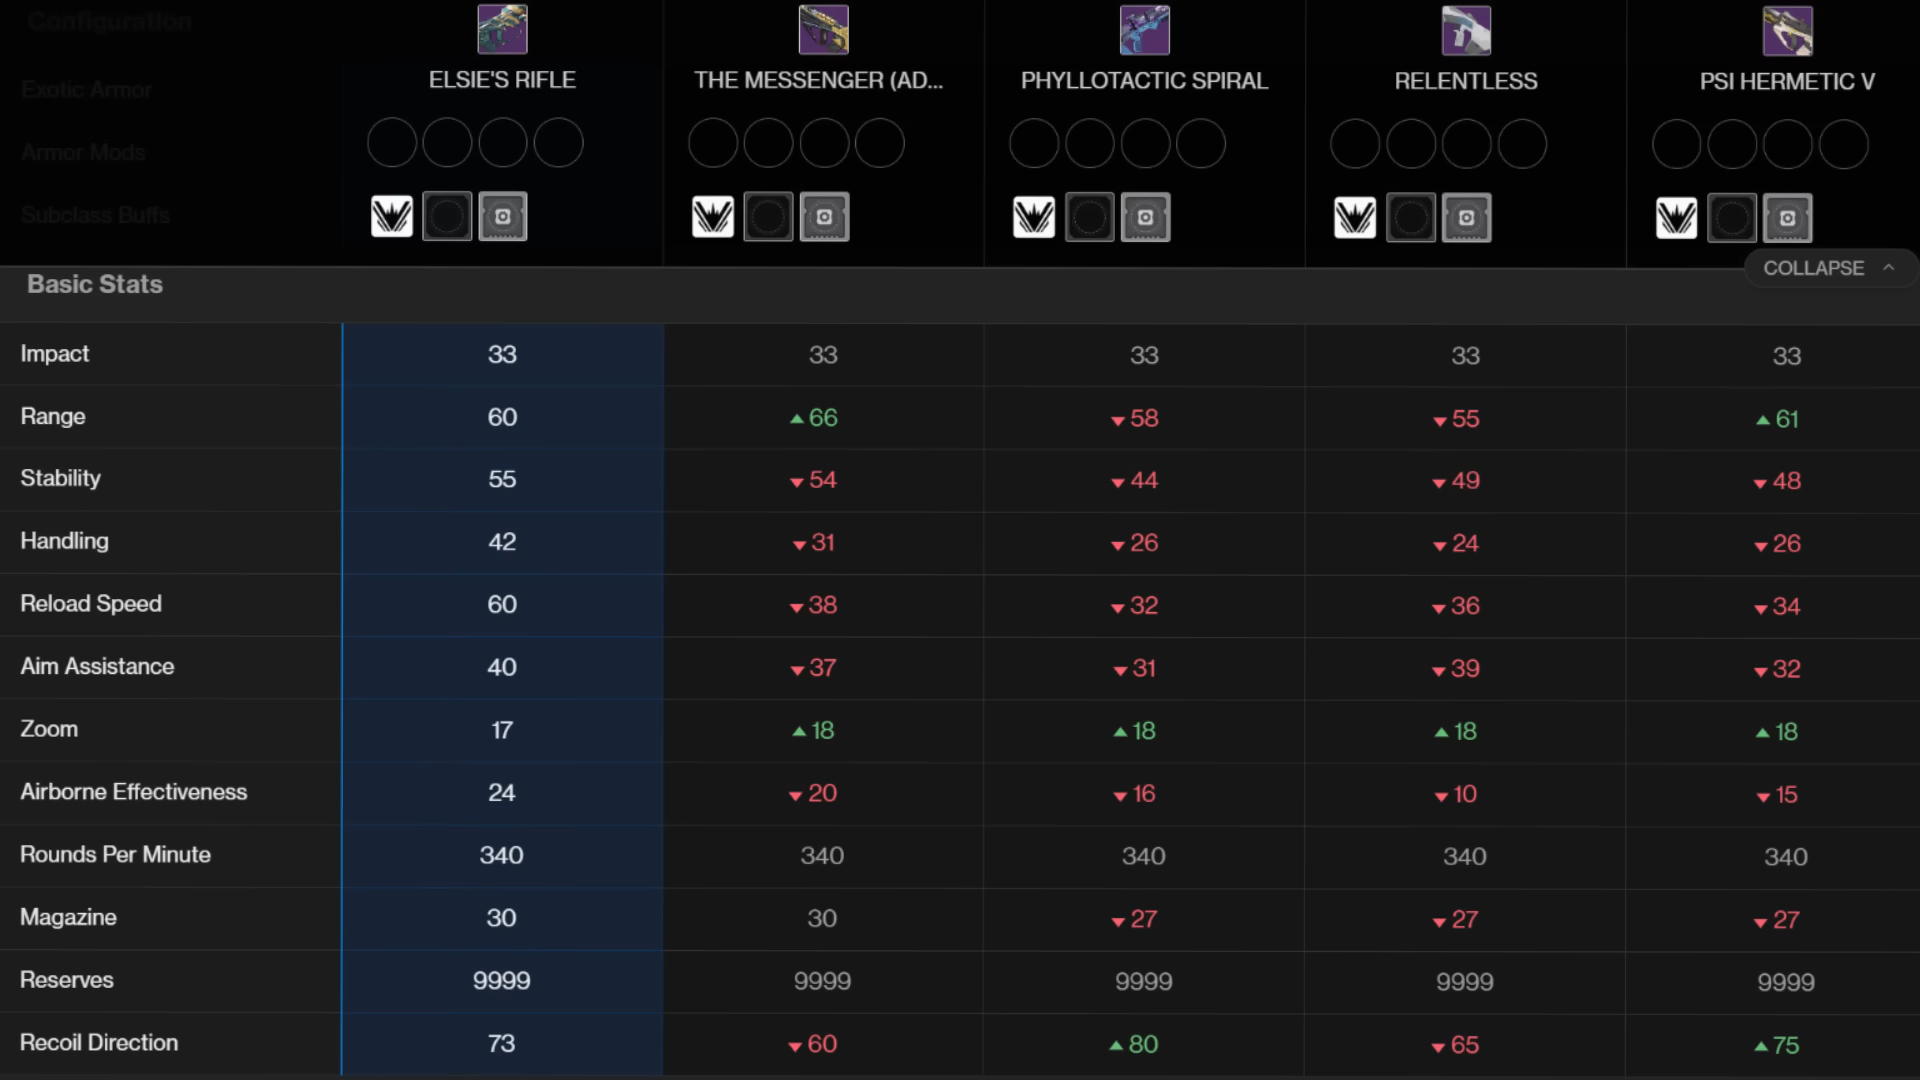 Configuration
ELSIE'S RIFLE THE MESSENGER (AD... PHYLLOTACTIC SPIRAL RELENTLESS PSI HERMETIC V
Exotic Armor
Armor Mods
Subclass Buffs
COLLAPSE
Basic Stats
Impact 33 33 33 33 33
Range 60 66 58 55 61
Stability 55 54 44 49 48
Handling 42 31 26 24 26
Reload Speed 60 38 32 36 34
Aim Assistance 40 37 31 39 32
Zoom 17 18 18 18 18
Airborne Effectiveness 24 20 16 10 15
Rounds Per Minute 340 340 340 340 340
Magazine 30 30 27 27 27
Reserves 9999 9999 9999 9999 9999
Recoil Direction 73 60 80 65 75